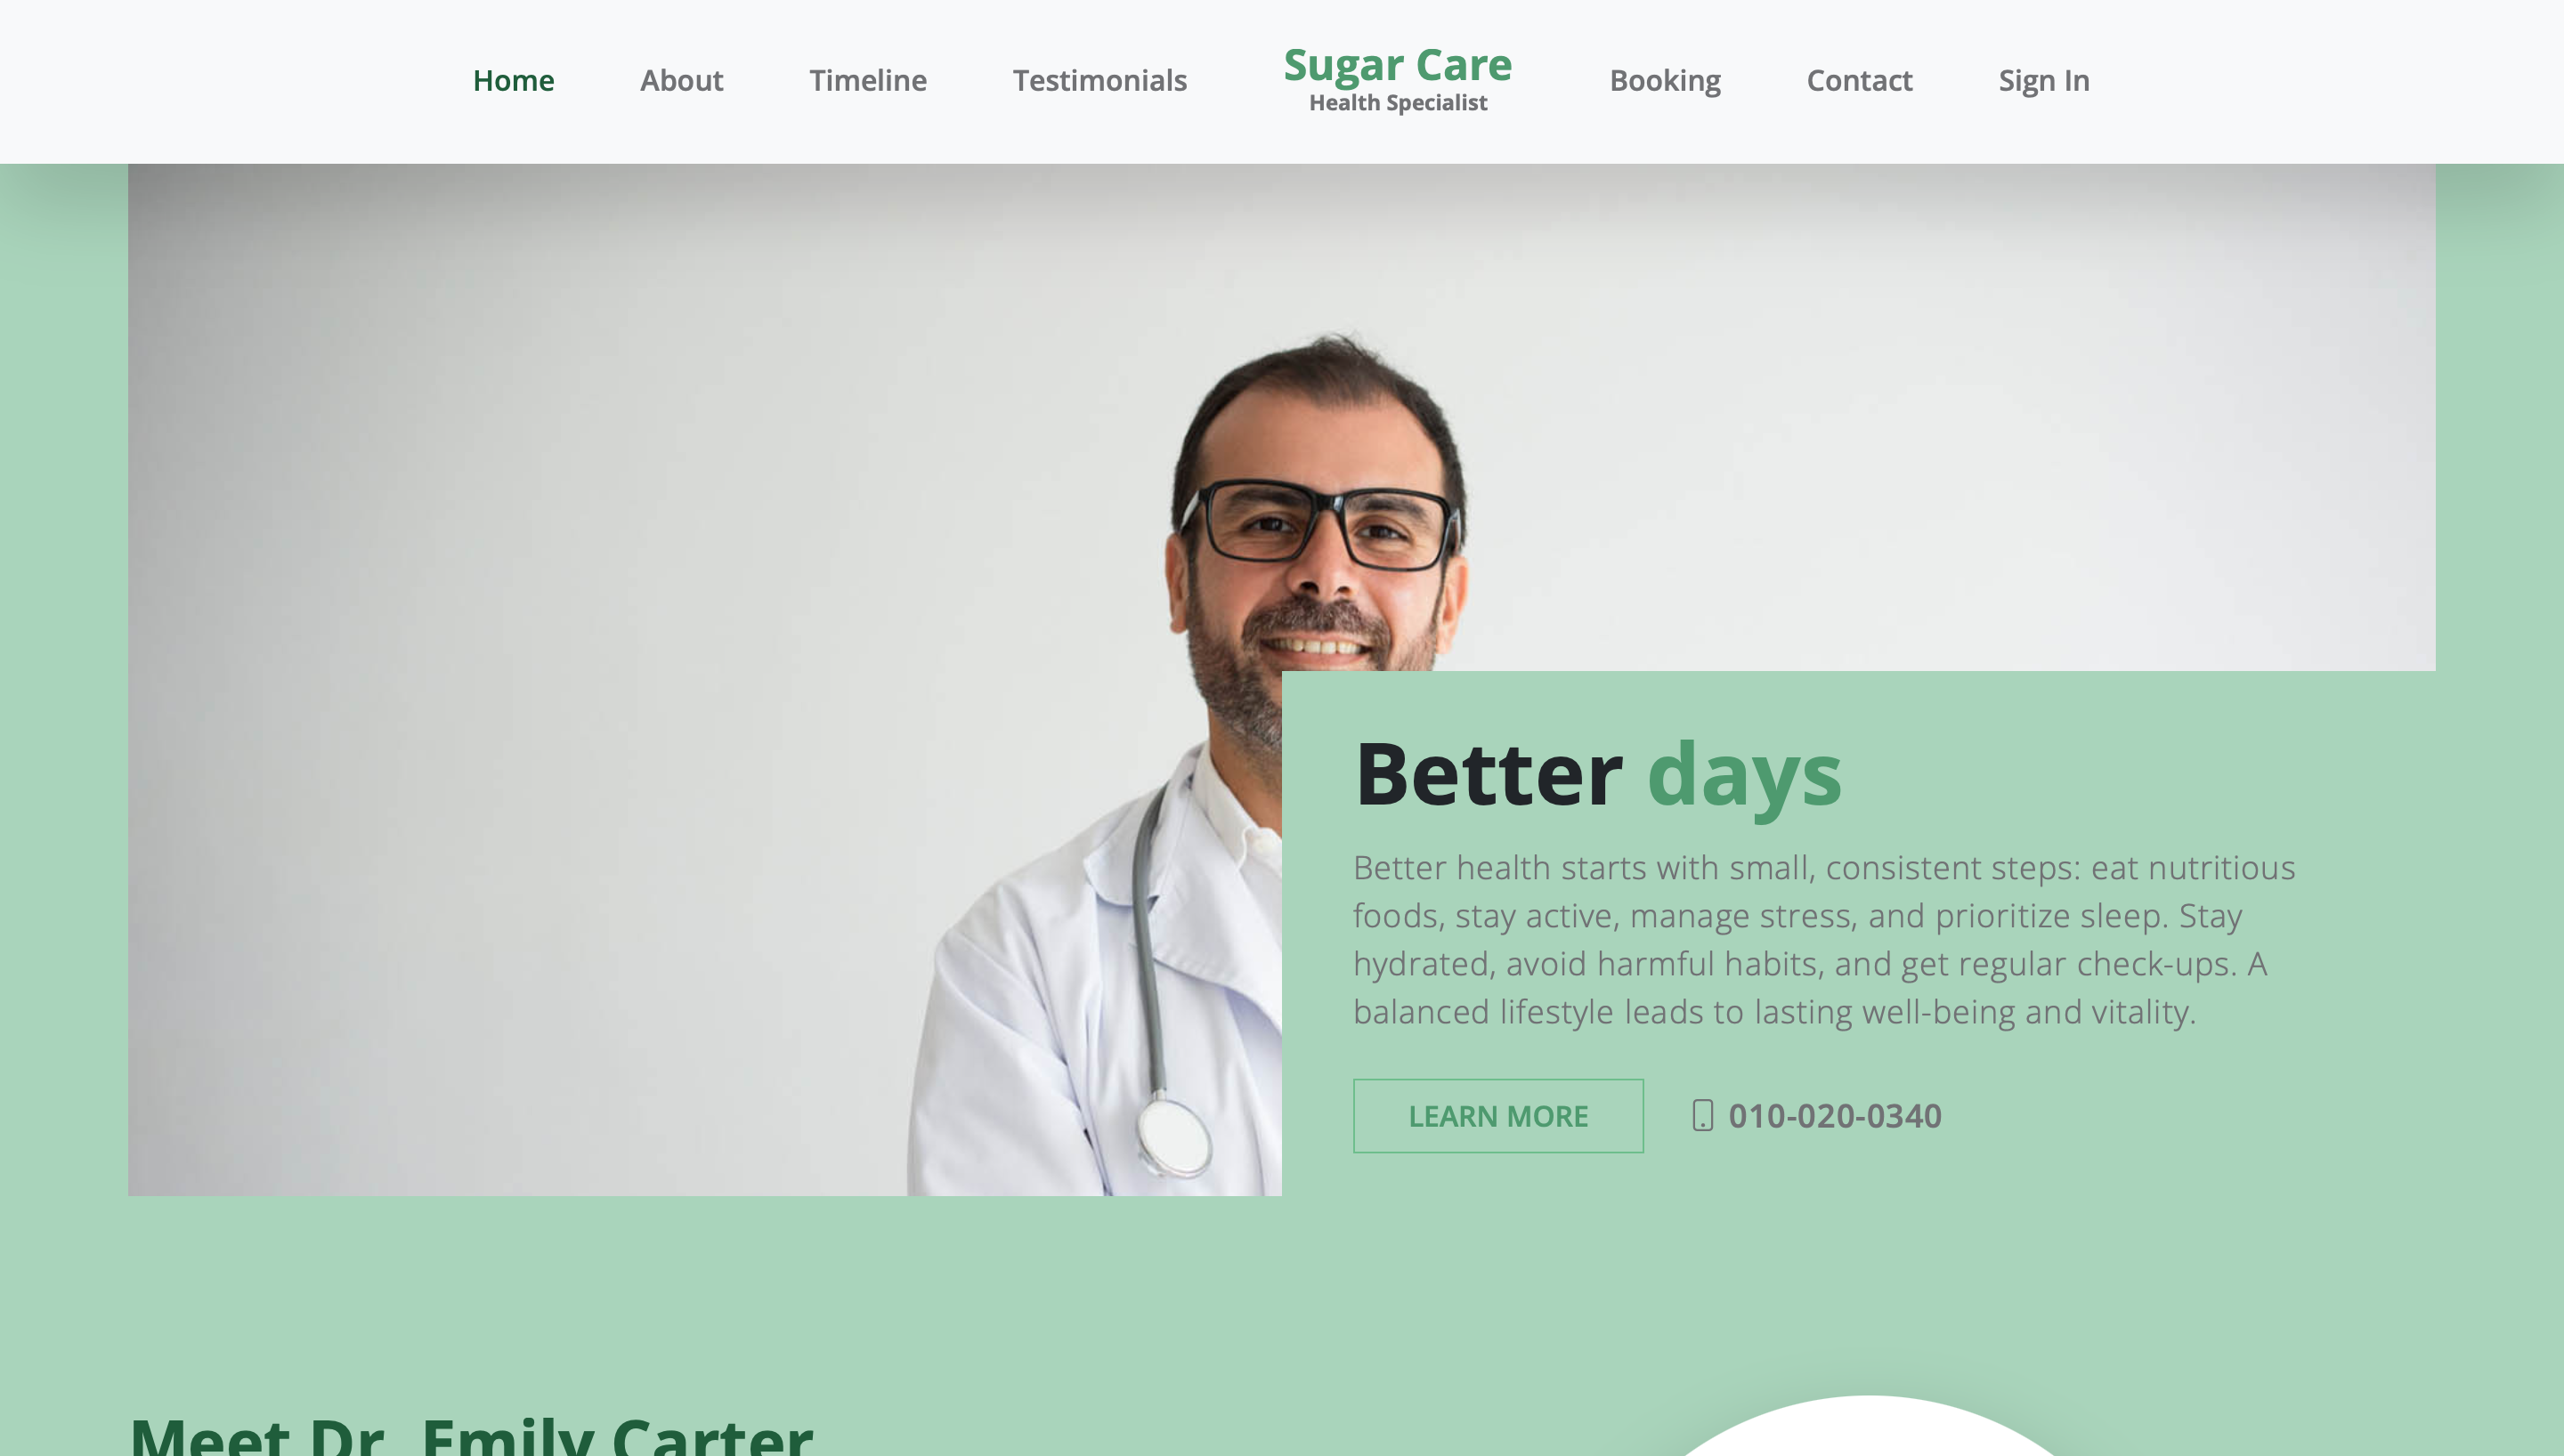 Home
About
Timeline
Testimonials
Sugar Care
Health Specialist
Booking
Contact
Sign In
Better days
Better health starts with small, consistent steps: eat nutritious
foods, stay active, manage stress, and prioritize sleep. Stay
hydrated, avoid harmful habits, and get regular check-ups. A
balanced lifestyle leads to lasting well-being and vitality.
LEARN MORE
010-020-0340
Meet Dr. Emily Carter